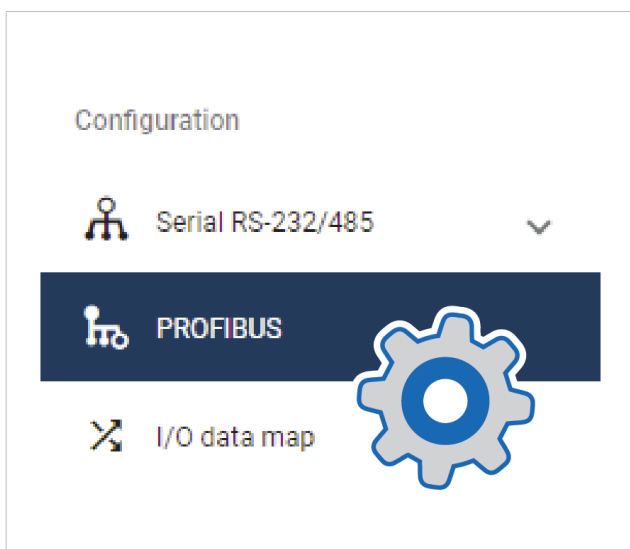 Configuration
Serial RS-232/485
PROFIBUS
I/O data map